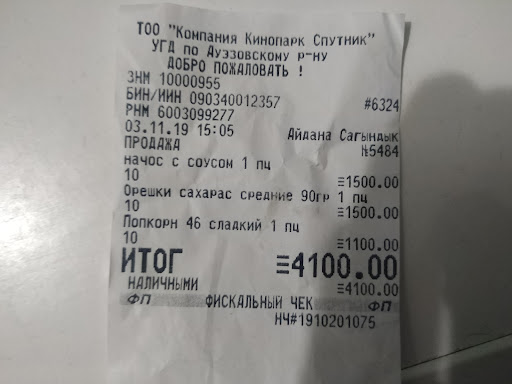 ТОО "Компания Кинопарк Спутник"
УГД по Ауэзовскому р-ну
ДОБРО ПОЖАЛОВАТЬ !
ЗНМ 10000955
БИН/ИИН 090340012357 #6324
РНМ 6003099277
03.11.19 15:05 Айдана Сагындык
ПРОДАЖА №5484
начос с соусом 1 пц
10 ≡1500.00
Орешки сахарас средние 90гр 1 пц
10 ≡1500.00
Попкорн 46 сладкий 1 пц
10 ≡1100.00
ИТОГ ≡4100.00
НАЛИЧНЫМИ ≡4100.00
ФП ФИСКАЛЬНЫЙ ЧЕК ФП
НЧ#1910201075